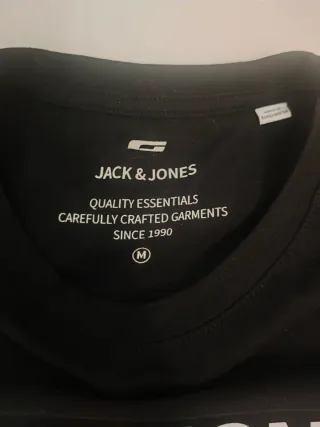 JACK & JONES
QUALITY ESSENTIALS
CAREFULLY CRAFTED GARMENTS
SINCE 1990
M